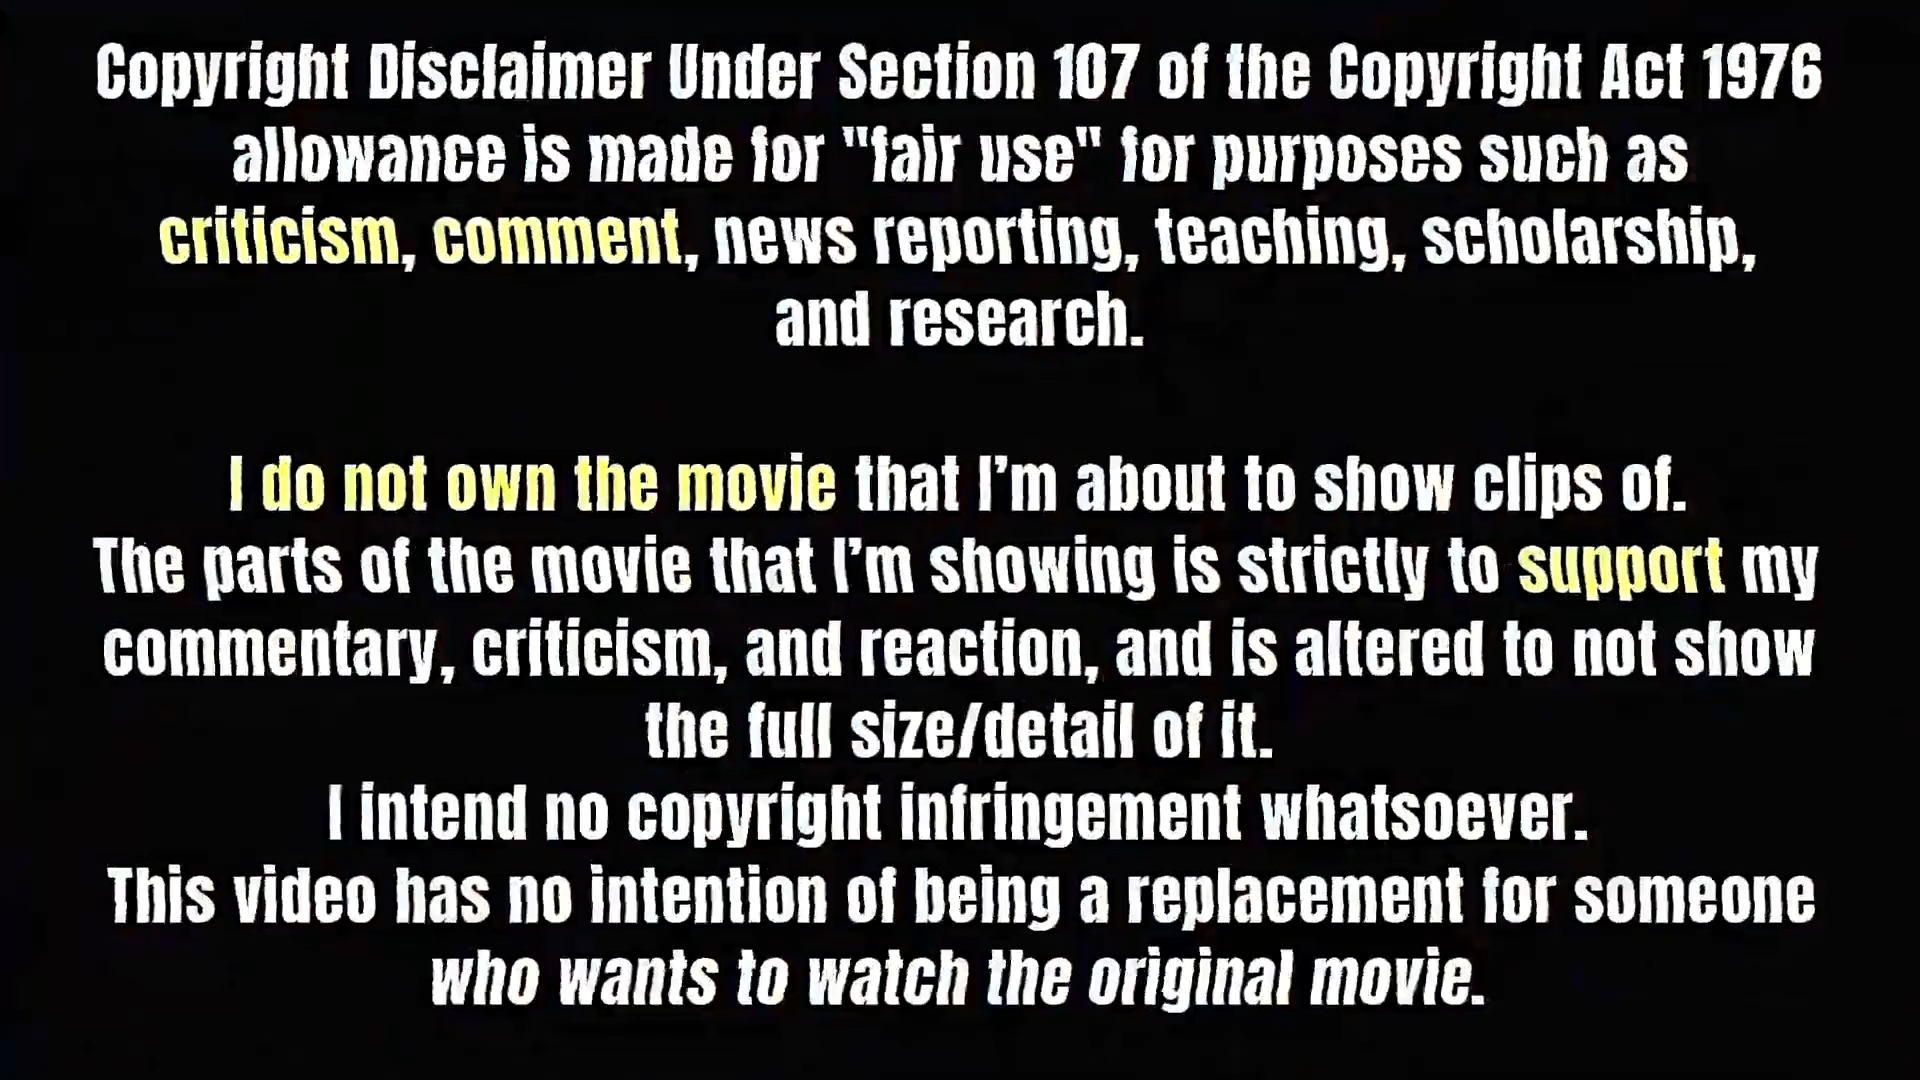 Copyright Disclaimer Under Section 107 of the Copyright Act 1976
allowance is made for "fair use" for purposes such as
criticism, comment, news reporting, teaching, scholarship,
and research.
I do not own the movie that I'm about to show clips of.
The parts of the movie that I'm showing is strictly to support my
commentary, criticism, and reaction, and is altered to not show
the full size/detail of it.
I intend no copyright infringement whatsoever.
This video has no intention of being a replacement for someone
who wants to watch the original movie.